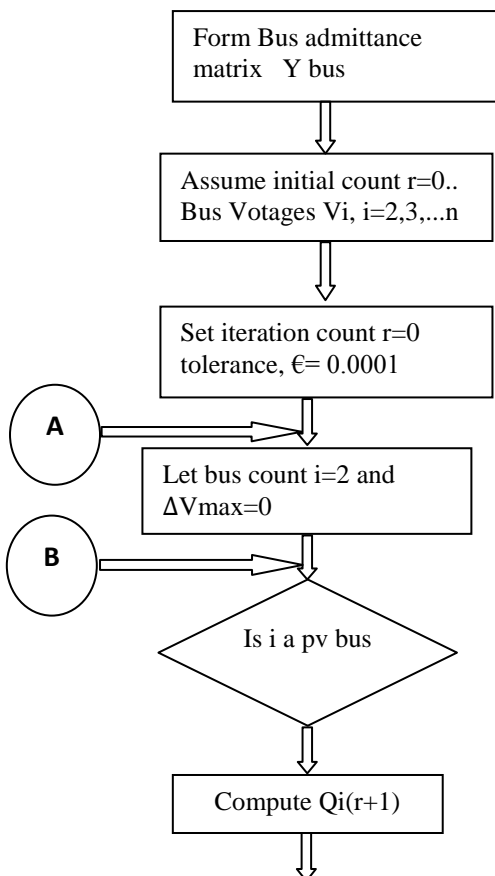 Form Bus admittance
matrix Y bus
Assume initial count r=0..
Bus Votages Vi, i=2,3,...n
Set iteration count r=0
tolerance, €= 0.0001
A
Let bus count i=2 and
ΔVmax=0
B
Is i a pv bus
Compute Qi(r+1)